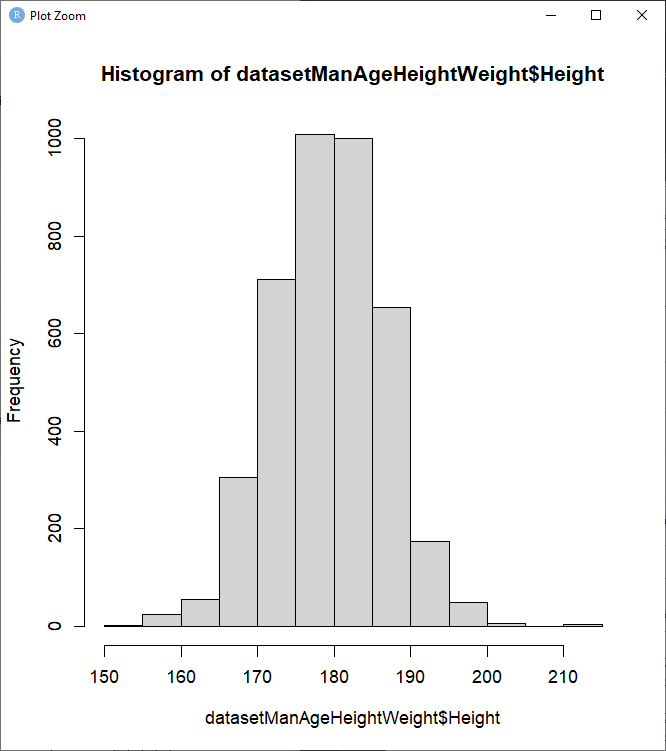 R Plot Zoom
Histogram of datasetManAgeHeightWeight$Height
Frequency
1000
800
600
400
200
0
150 160 170 180 190 200 210
datasetManAgeHeightWeight$Height